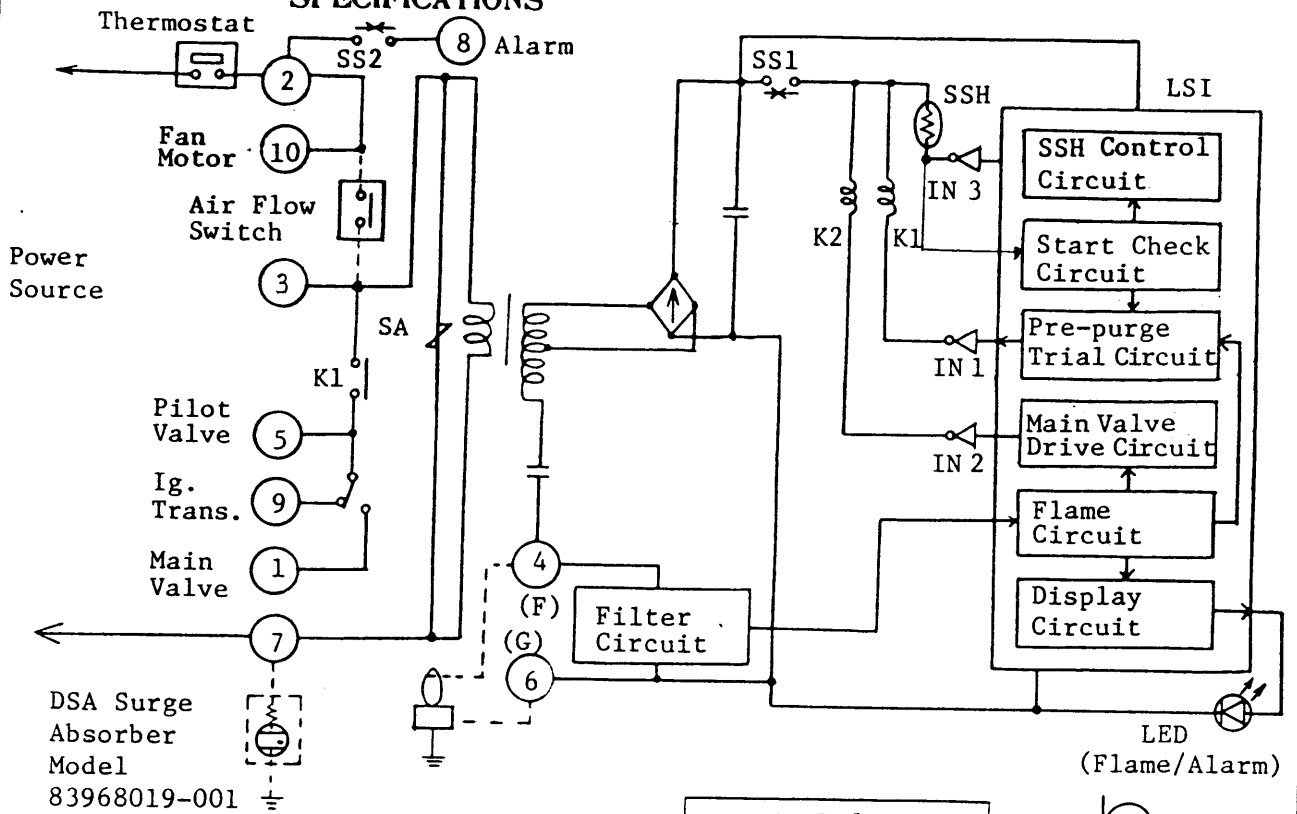 SPECIFICATIONS
Thermostat
2
SS2
8
Alarm
Fan
Motor
10
Air Flow
Switch
Power
Source
3
SA
K1
Pilot
Valve
5
Ig.
Trans.
9
Main
Valve
1
7
DSA Surge
Absorber
Model
83968019-001
4
(F)
(G)
6
Filter
Circuit
SS1
SSH
LSI
K2
K1
IN 3
IN 1
IN 2
SSH Control
Circuit
Start Check
Circuit
Pre-purge
Trial Circuit
Main Valve
Drive Circuit
Flame
Circuit
Display
Circuit
LED
(Flame/Alarm)